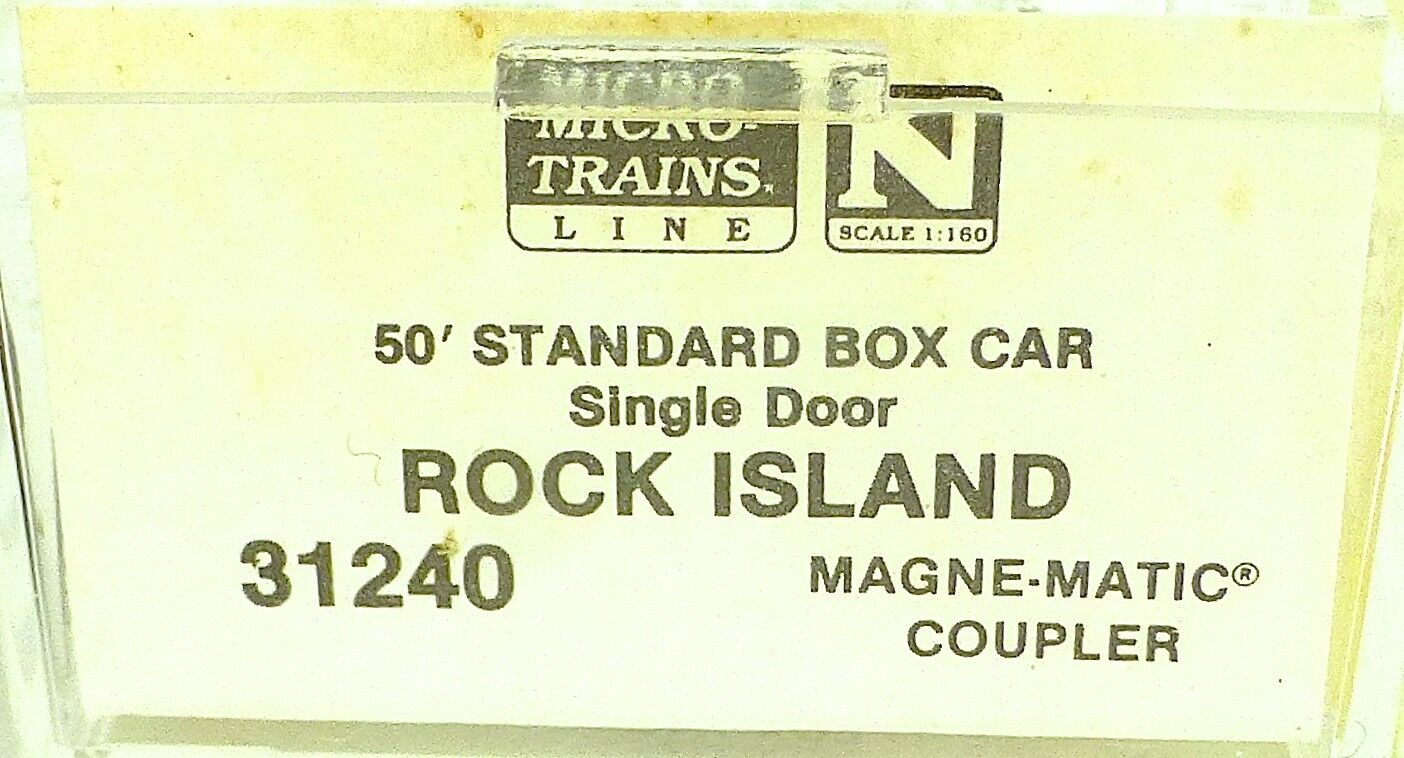 MICRO-
TRAINS
LINE
N
SCALE 1:160
50' STANDARD BOX CAR
Single Door
ROCK ISLAND
31240
MAGNE-MATIC®
COUPLER